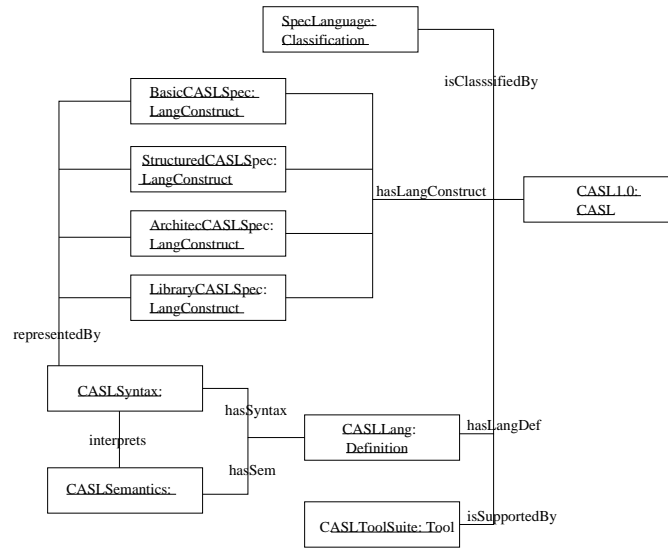 SpecLanguage:
Classification
isClasssifiedBy
BasicCASLSpec:
LangConstruct
StructuredCASLSpec:
LangConstruct
hasLangConstruct
CASL1.0:
CASL
ArchitecCASLSpec:
LangConstruct
LibraryCASLSpec:
LangConstruct
representedBy
CASLSyntax:
hasSyntax
CASLLang:
Definition
hasLangDef
interprets
hasSem
CASLSemantics:
isSupportedBy
CASLToolSuite: Tool